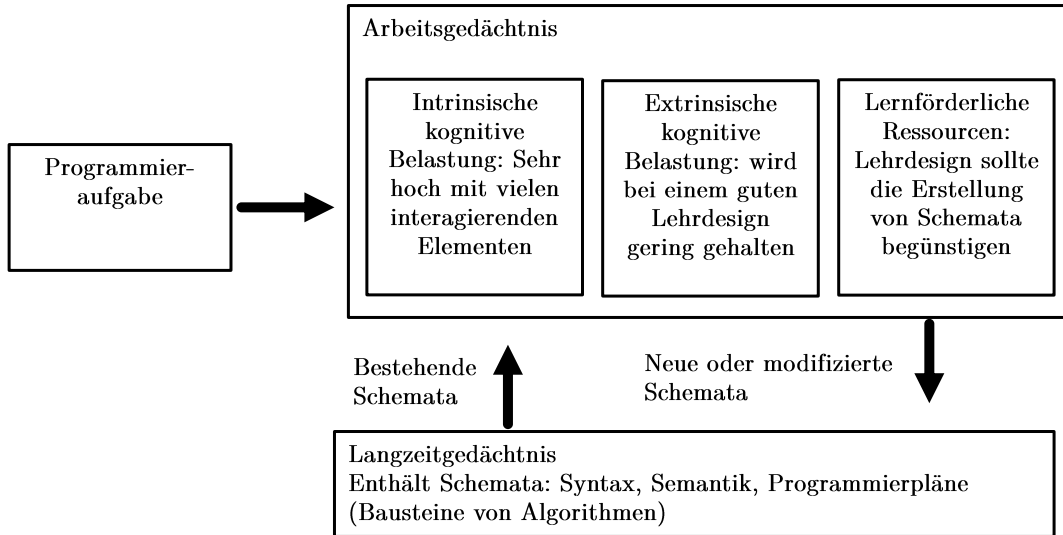 Arbeitsgedächtnis
Programmier-
aufgabe
Intrinsische
kognitive
Belastung: Sehr
hoch mit vielen
interagierenden
Elementen
Extrinsische
kognitive
Belastung: wird
bei einem guten
Lehrdesign
gering gehalten
Lernförderliche
Ressourcen:
Lehrdesign sollte
die Erstellung
von Schemata
begünstigen
Bestehende
Schemata
Neue oder modifizierte
Schemata
Langzeitgedächtnis
Enthält Schemata: Syntax, Semantik, Programmierpläne
(Bausteine von Algorithmen)